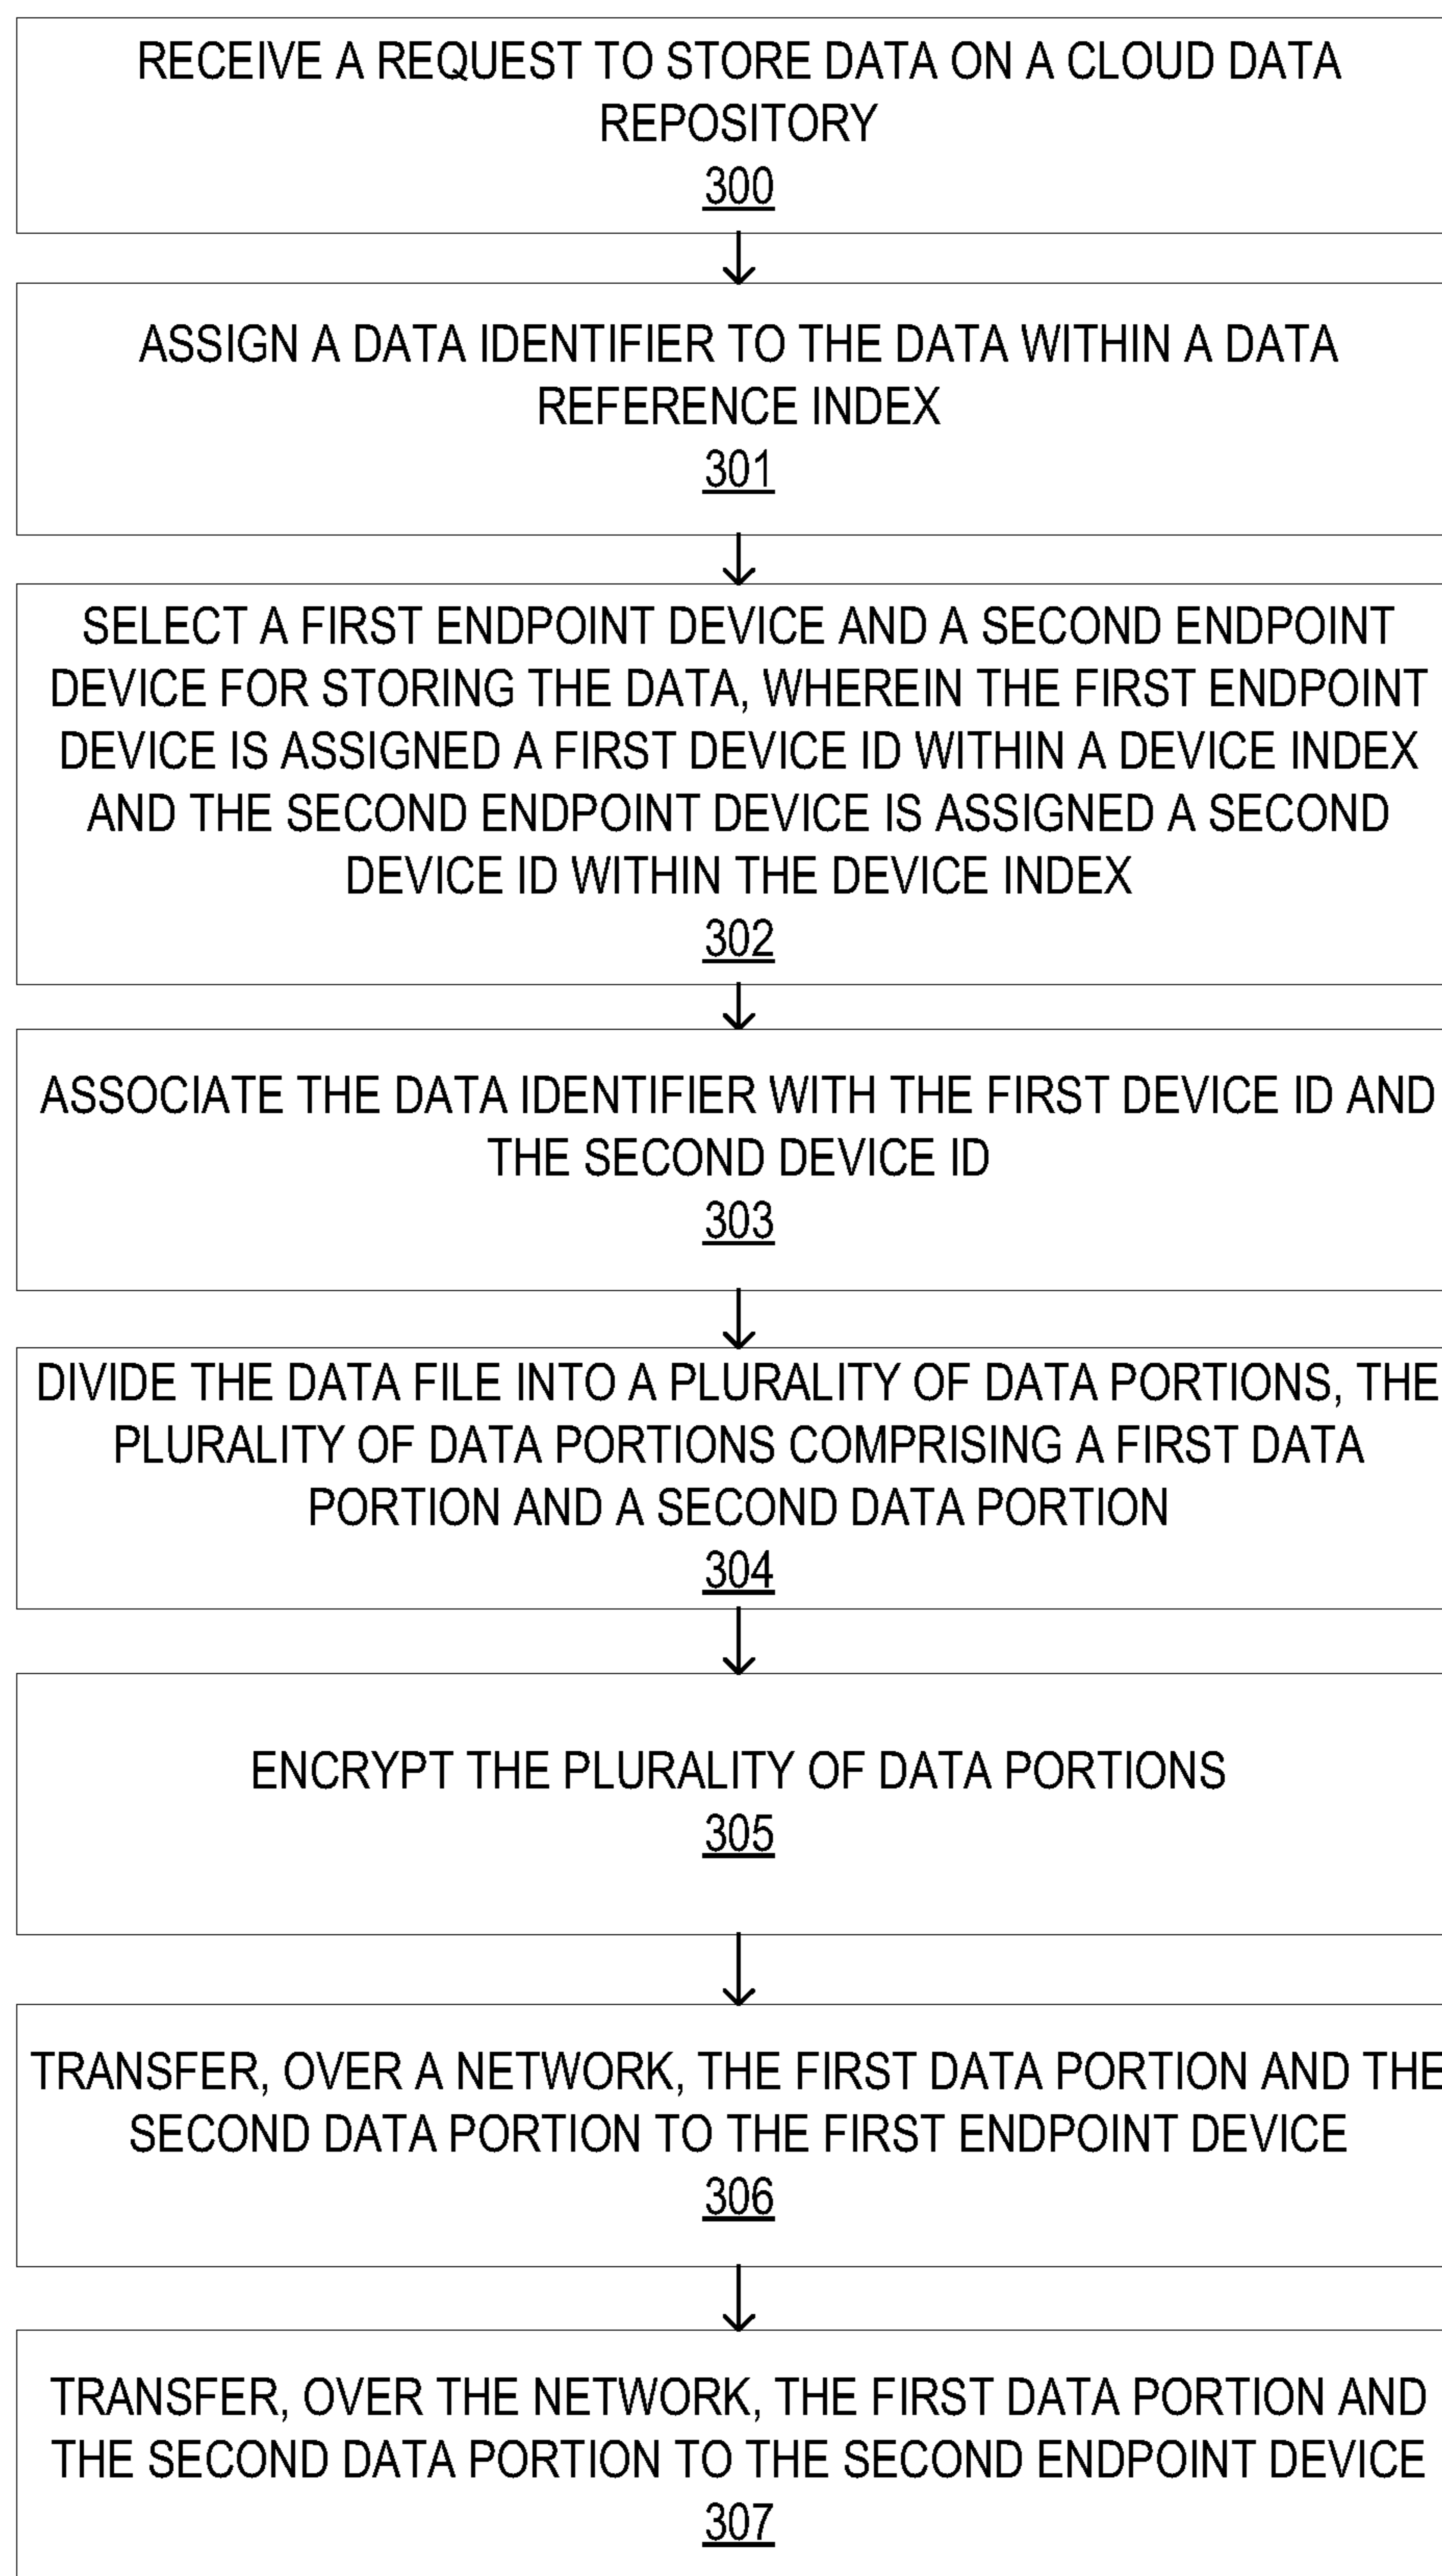 RECEIVE A REQUEST TO STORE DATA ON A CLOUD DATA
REPOSITORY
300
ASSIGN A DATA IDENTIFIER TO THE DATA WITHIN A DATA
REFERENCE INDEX
301
SELECT A FIRST ENDPOINT DEVICE AND A SECOND ENDPOINT
DEVICE FOR STORING THE DATA, WHEREIN THE FIRST ENDPOINT
DEVICE IS ASSIGNED A FIRST DEVICE ID WITHIN A DEVICE INDEX
AND THE SECOND ENDPOINT DEVICE IS ASSIGNED A SECOND
DEVICE ID WITHIN THE DEVICE INDEX
302
ASSOCIATE THE DATA IDENTIFIER WITH THE FIRST DEVICE ID AND
THE SECOND DEVICE ID
303
DIVIDE THE DATA FILE INTO A PLURALITY OF DATA PORTIONS, THE
PLURALITY OF DATA PORTIONS COMPRISING A FIRST DATA
PORTION AND A SECOND DATA PORTION
304
ENCRYPT THE PLURALITY OF DATA PORTIONS
305
TRANSFER, OVER A NETWORK, THE FIRST DATA PORTION AND THE
SECOND DATA PORTION TO THE FIRST ENDPOINT DEVICE
306
TRANSFER, OVER THE NETWORK, THE FIRST DATA PORTION AND
THE SECOND DATA PORTION TO THE SECOND ENDPOINT DEVICE
307